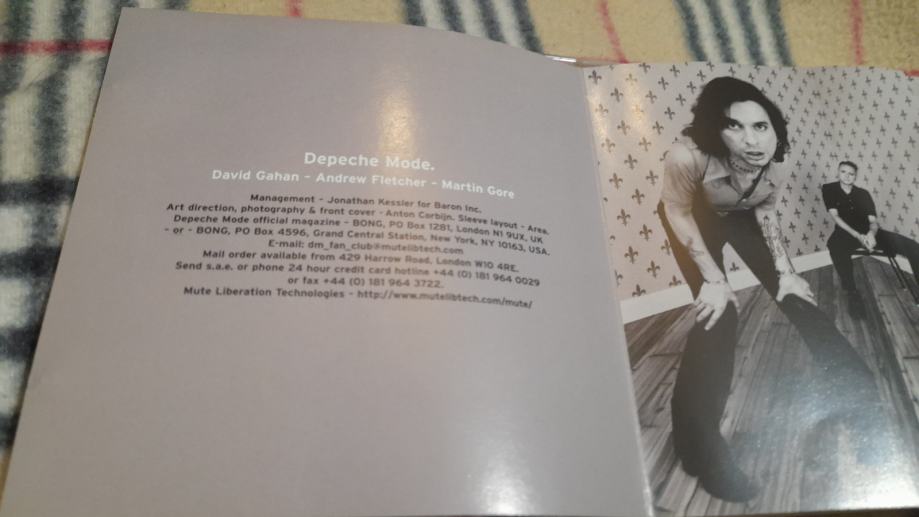 Depeche Mode.
David Gahan - Andrew Fletcher - Martin Gore
Management - Jonathan Kessler for Baron Inc.
Art direction, photography & front cover - Anton Corbijn. Sleeve layout - Area.
Depeche Mode official magazine - BONG, PO Box 1281, London N1 9UX, UK
- or - BONG, PO Box 4596, Grand Central Station, New York, NY 10163, USA.
E-mail: dm_fan_club@mutelibtech.com
Mail order available from 429 Harrow Road, London W10 4RE.
Send s.a.e. or phone 24 hour credit card hotline +44 (0) 181 964 0029
or fax +44 (0) 181 964 3722.
Mute Liberation Technologies - http://www.mutelibtech.com/mute/